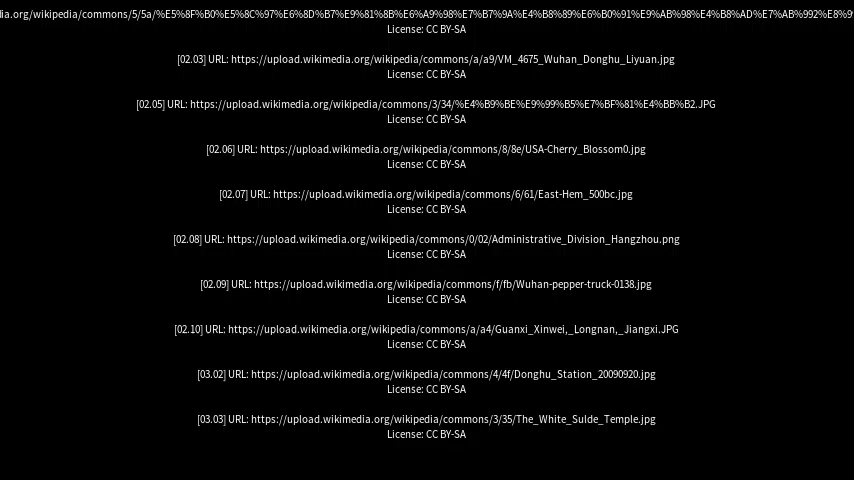 dia.org/wikipedia/commons/5/5a/%E5%8F%B0%E5%8C%97%E6%8D%B7%E9%81%8B%E6%A9%98%E7%B7%9A%E4%B8%89%E6%B0%91%E9%AB%98%E4%B8%AD%E7%AB%992%E8%9
License: CC BY-SA
[02.03] URL: https://upload.wikimedia.org/wikipedia/commons/a/a9/VM_4675_Wuhan_Donghu_Liyuan.jpg
License: CC BY-SA
[02.05] URL: https://upload.wikimedia.org/wikipedia/commons/3/34/%E4%B9%BE%E9%99%B5%E7%BF%81%E4%BB%B2.JPG
License: CC BY-SA
[02.06] URL: https://upload.wikimedia.org/wikipedia/commons/8/8e/USA-Cherry_Blossom0.jpg
License: CC BY-SA
[02.07] URL: https://upload.wikimedia.org/wikipedia/commons/6/61/East-Hem_500bc.jpg
License: CC BY-SA
[02.08] URL: https://upload.wikimedia.org/wikipedia/commons/0/02/Administrative_Division_Hangzhou.png
License: CC BY-SA
[02.09] URL: https://upload.wikimedia.org/wikipedia/commons/f/fb/Wuhan-pepper-truck-0138.jpg
License: CC BY-SA
[02.10] URL: https://upload.wikimedia.org/wikipedia/commons/a/a4/Guanxi_Xinwei,_Longnan,_Jiangxi.JPG
License: CC BY-SA
[03.02] URL: https://upload.wikimedia.org/wikipedia/commons/4/4f/Donghu_Station_20090920.jpg
License: CC BY-SA
[03.03] URL: https://upload.wikimedia.org/wikipedia/commons/3/35/The_White_Sulde_Temple.jpg
License: CC BY-SA